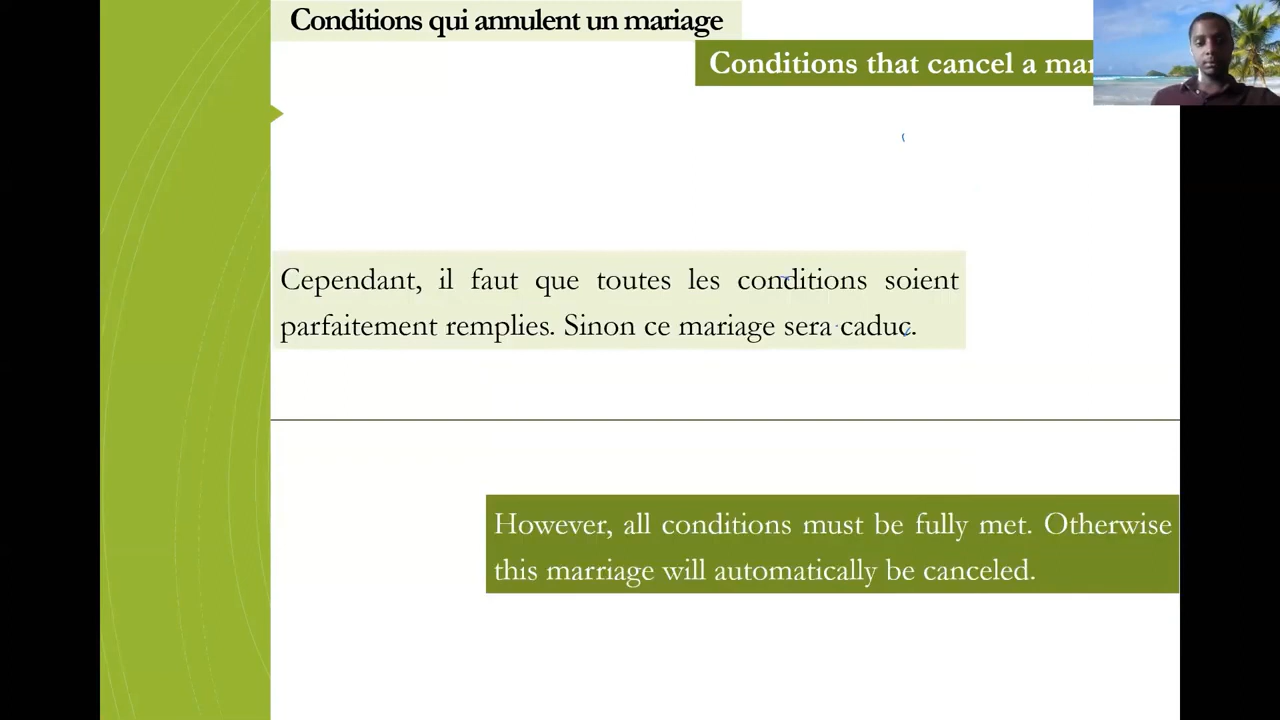 Conditions qui annulent un mariage
Conditions that cancel a
Cependant, il faut que toutes les conditions soient
parfaitement remplies. Sinon ce mariage sera caduc.
However, all conditions must be fully met. Otherwise
this marriage will automatically be canceled.